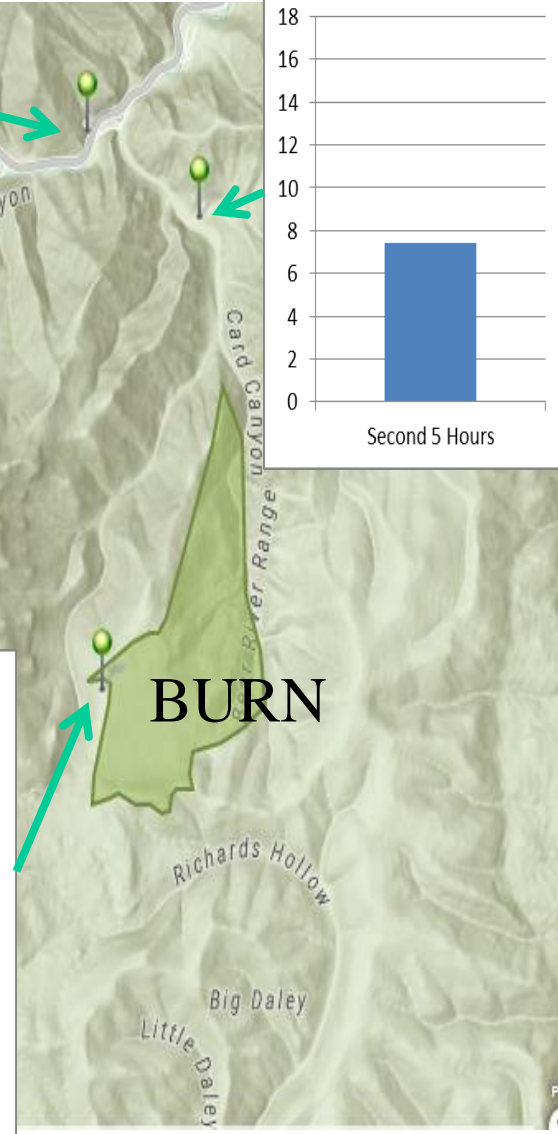 18
16
14
12
10
8
6
4
2
0
Second 5 Hours
yon
Card Canyon
River Range
BURN
Richards Hollow
Big Daley
Little Daley
P